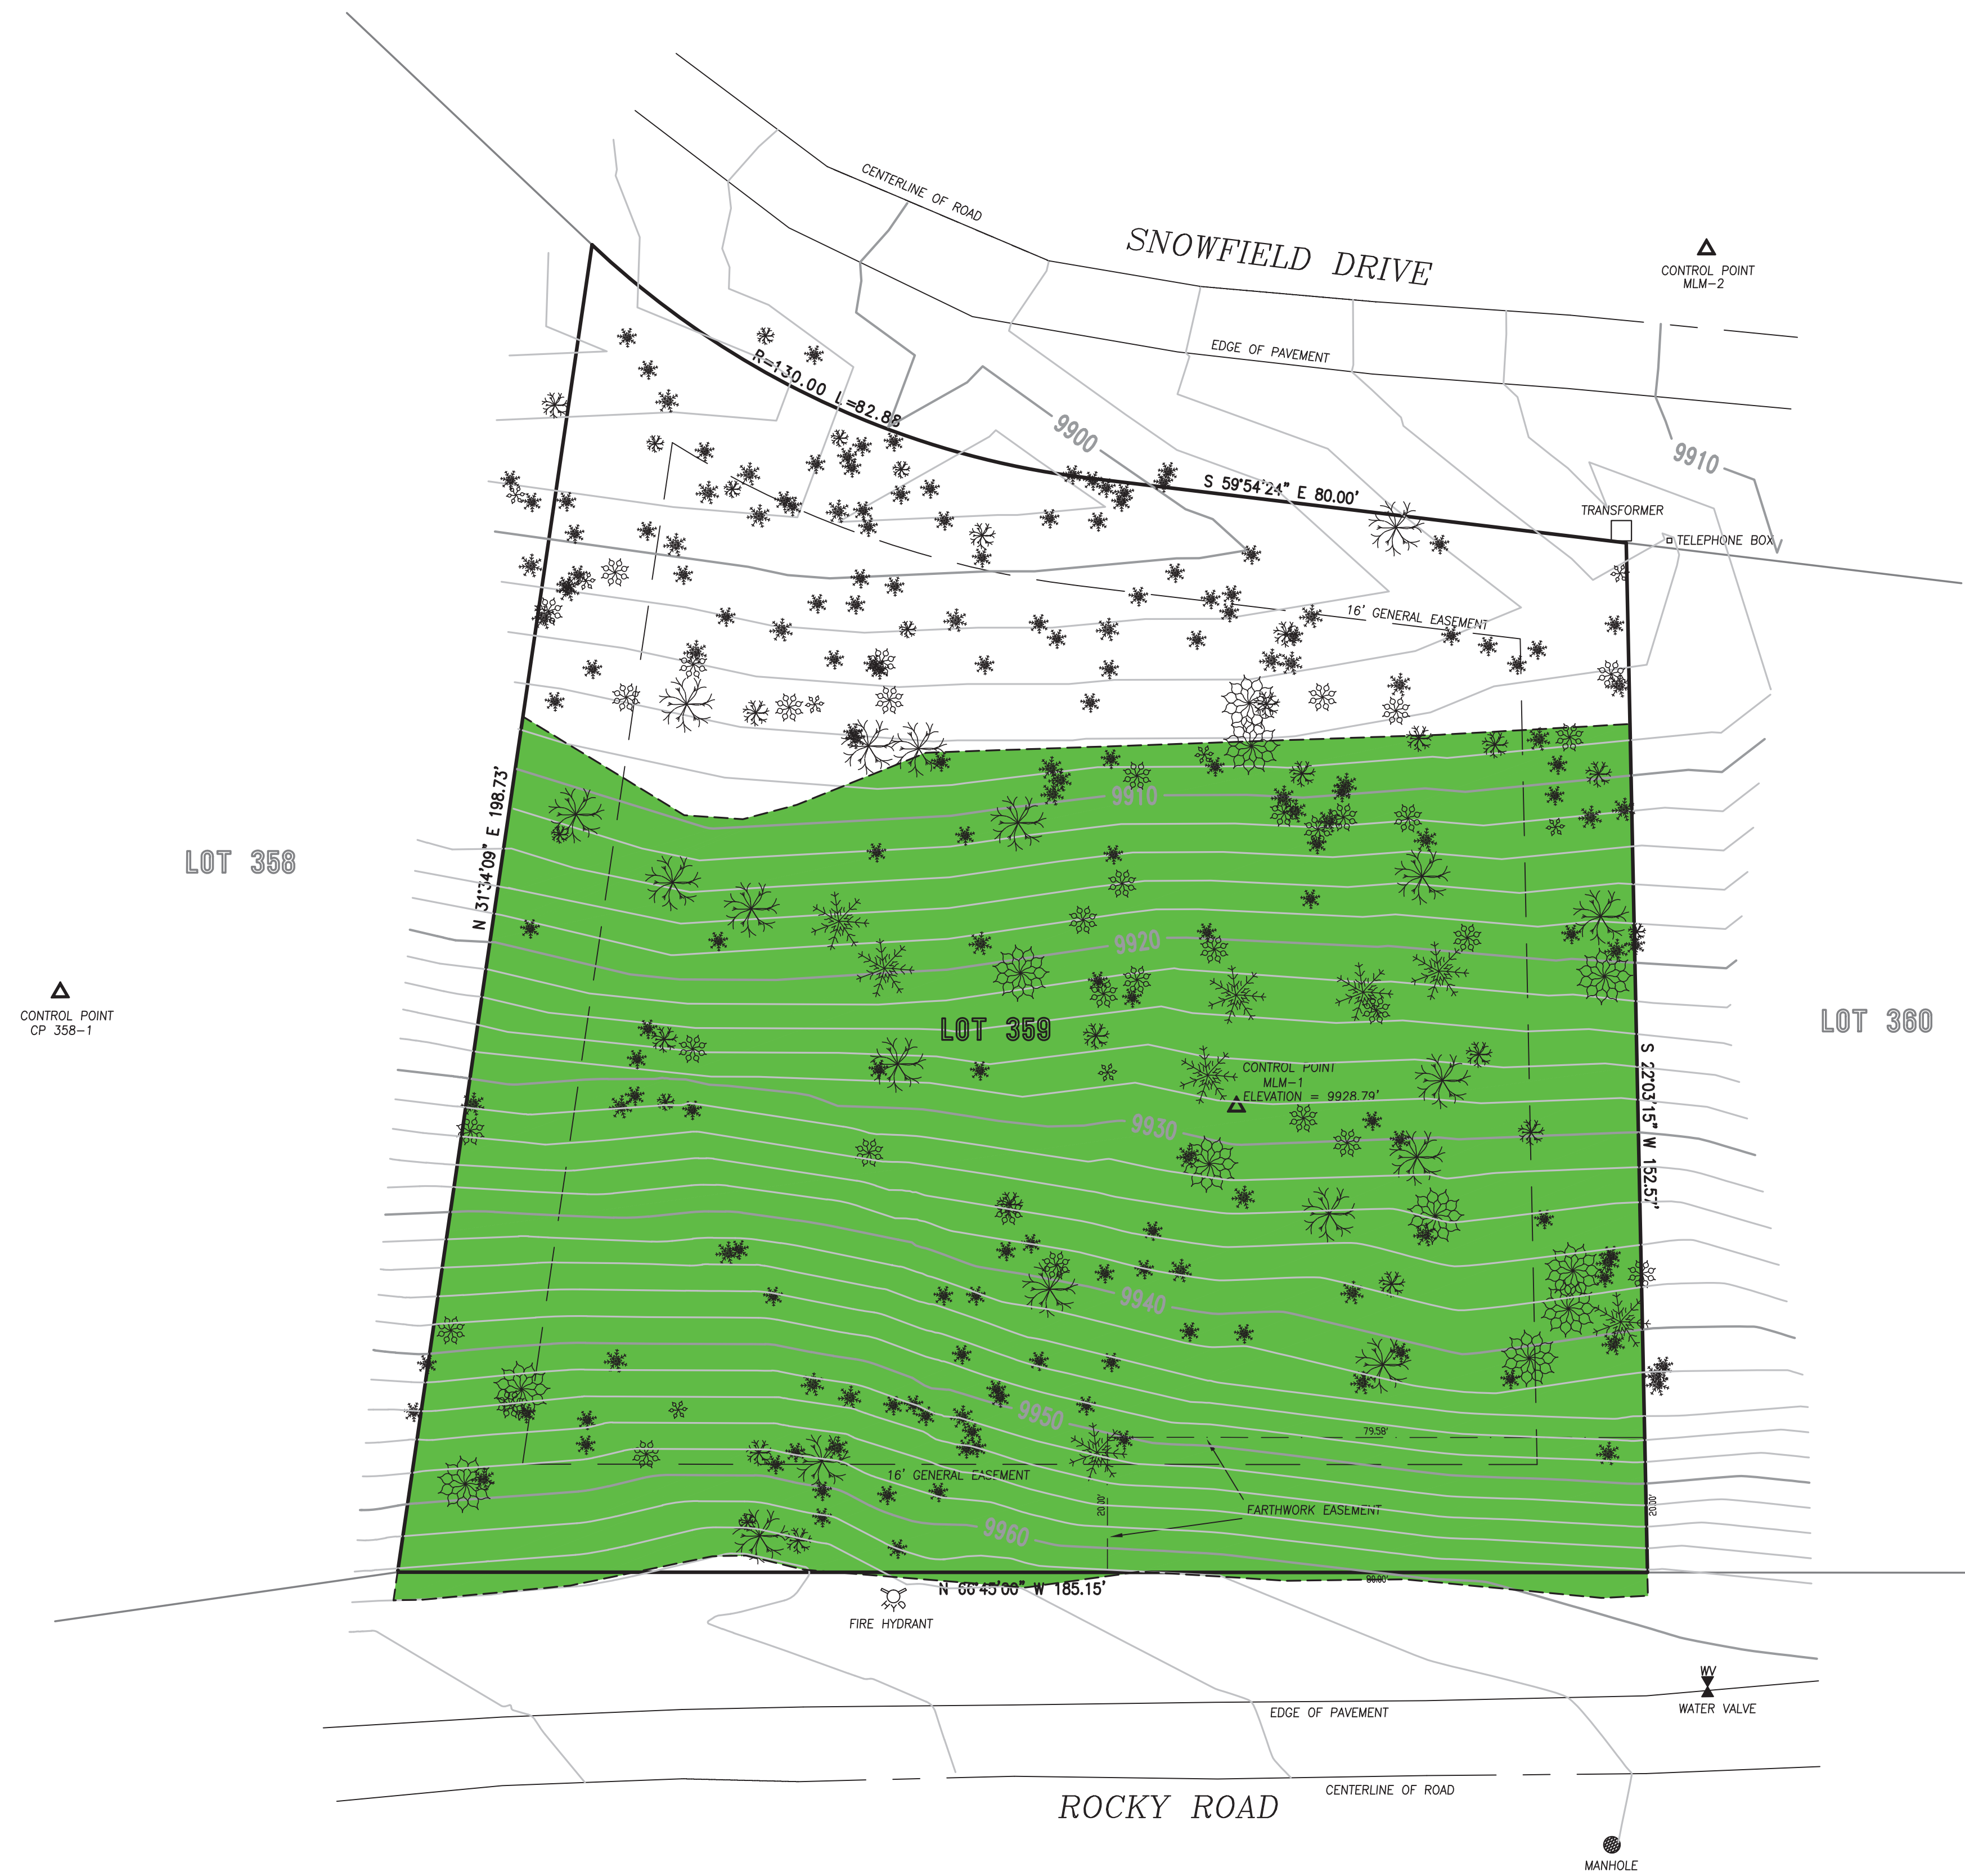 CENTERLINE OF ROAD
SNOWFIELD DRIVE
CONTROL POINT
MLM-2
EDGE OF PAVEMENT
R=130.00 L=82.88
9900
9910
S 59°54'24" E 80.00'
TRANSFORMER
TELEPHONE BOX
16' GENERAL EASEMENT
9910
N 31°34'09" E 198.73'
LOT 358
9920
CONTROL POINT
CP 358-1
LOT 359
LOT 360
CONTROL POINT
MLM-1
ELEVATION = 9928.79'
S 22°03'15" W 152.57'
9930
9940
9950
79.58'
16' GENERAL EASEMENT
20.00'
20.00'
EARTHWORK EASEMENT
9960
80.00'
N 66°45'00" W 185.15'
FIRE HYDRANT
WV
WATER VALVE
EDGE OF PAVEMENT
CENTERLINE OF ROAD
ROCKY ROAD
MANHOLE